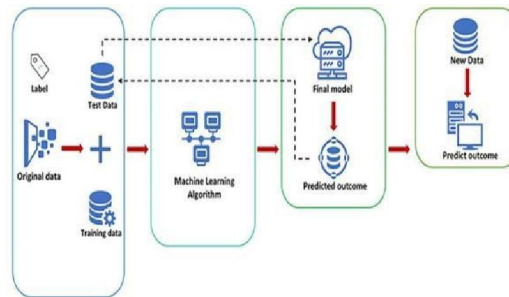 Label
Test Data
Original data
Training data
Machine Learning
Algorithm
Final model
Predicted outcome
New Data
Predict outcome